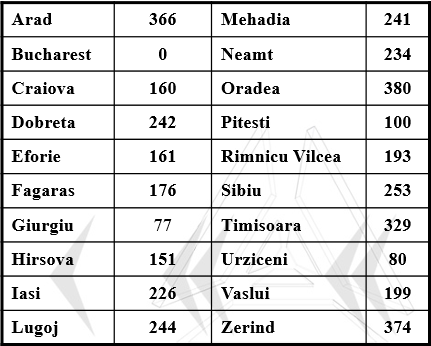 Arad 366 Mehadia 241
Bucharest 0 Neamt 234
Craiova 160 Oradea 380
Dobreta 242 Pitesti 100
Eforie 161 Rimnicu Vilcea 193
Fagaras 176 Sibiu 253
Giurgiu 77 Timisoara 329
Hirsova 151 Urziceni 80
Iasi 226 Vaslui 199
Lugoj 244 Zerind 374